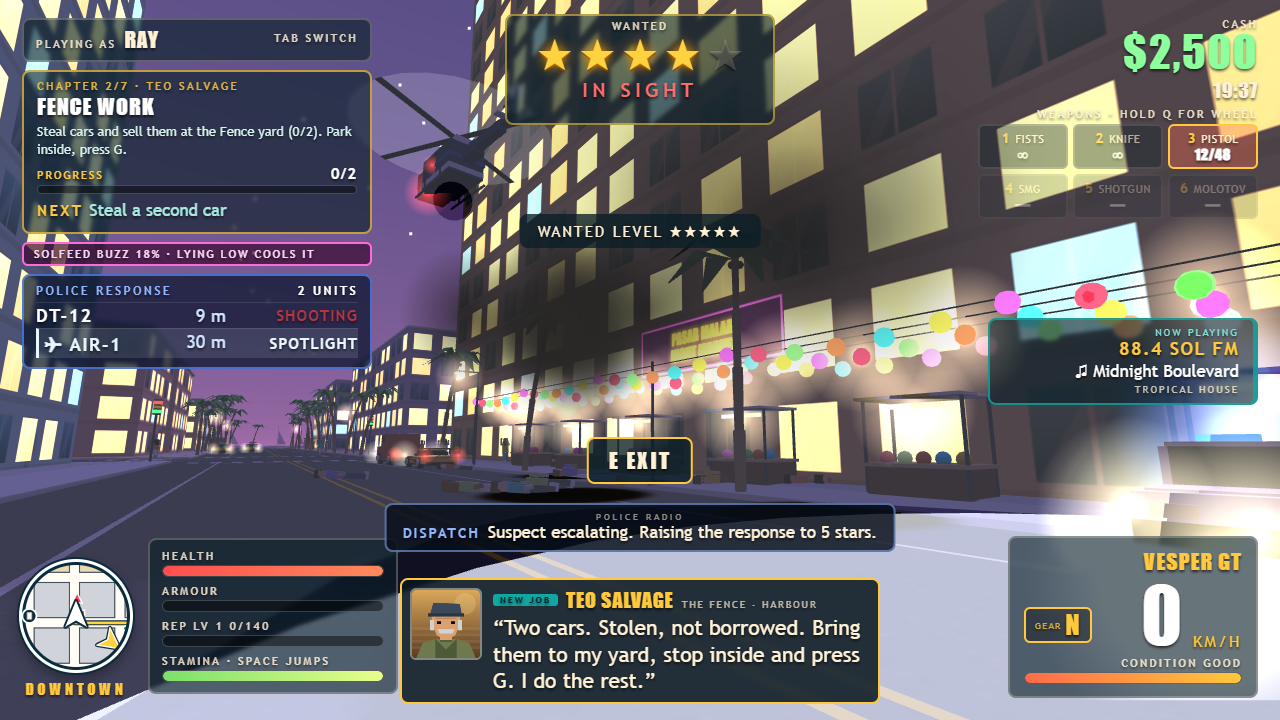 PLAYING AS RAY
TAB SWITCH
CHAPTER 2/7 · TEO SALVAGE
FENCE WORK
Steal cars and sell them at the Fence yard (0/2). Park
inside, press G.
PROGRESS 0/2
NEXT Steal a second car
SOLFEED BUZZ 18% · LYING LOW COOLS IT
POLICE RESPONSE 2 UNITS
DT-12 9 m SHOOTING
AIR-1 30 m SPOTLIGHT
WANTED
IN SIGHT
WANTED LEVEL ★★★★★
CASH
$2,500
19:37
WEAPONS · HOLD Q FOR WHEEL
1 FISTS
∞
2 KNIFE
∞
3 PISTOL
12/48
4 SMG
—
5 SHOTGUN
—
6 MOLOTOV
—
PASAR MALAM
NOW PLAYING
88.4 SOL FM
♫ Midnight Boulevard
TROPICAL HOUSE
E EXIT
POLICE RADIO
DISPATCH Suspect escalating. Raising the response to 5 stars.
NEW JOB TEO SALVAGE THE FENCE · HARBOUR
“Two cars. Stolen, not borrowed. Bring
them to my yard, stop inside and press
G. I do the rest.”
HEALTH
ARMOUR
REP LV 1 0/140
STAMINA · SPACE JUMPS
DOWNTOWN
VESPER GT
GEAR N
0 KM/H
CONDITION GOOD